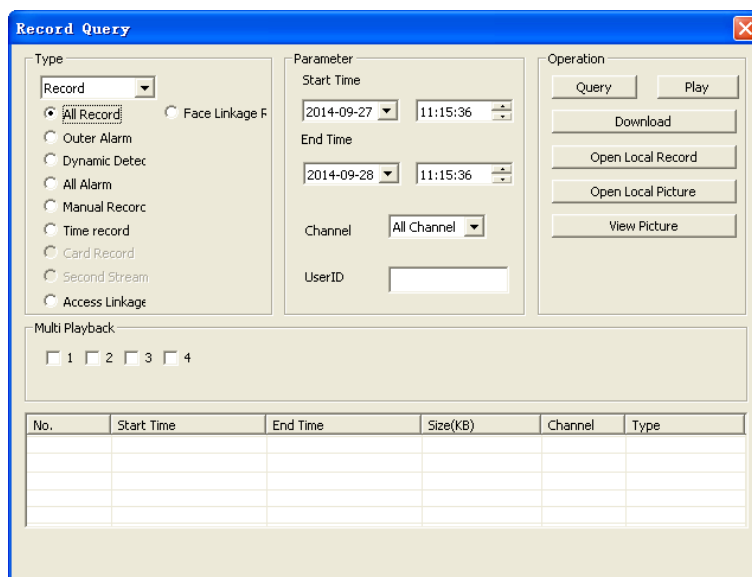 Record Query
Type
Record
All Record
Face Linkage R
Outer Alarm
Dynamic Detec
All Alarm
Manual Recorc
Time record
Card Record
Second Stream
Access Linkage
Parameter
Start Time
2014-09-27 11:15:36
End Time
2014-09-28 11:15:36
Channel All Channel
UserID
Operation
Query Play
Download
Open Local Record
Open Local Picture
View Picture
Multi Playback
1 2 3 4
No. Start Time End Time Size(KB) Channel Type